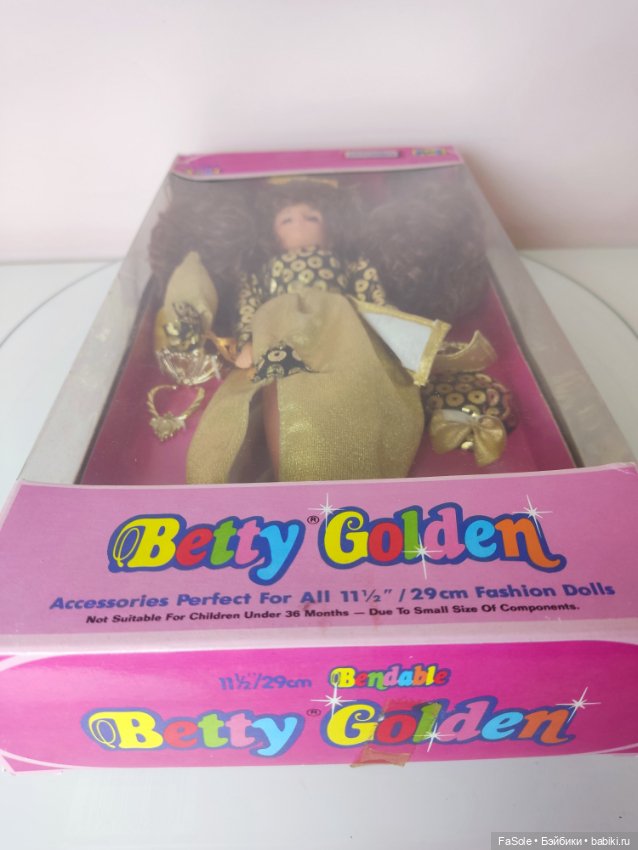 Betty® Golden
Accessories Perfect For All 11½" / 29cm Fashion Dolls
Not Suitable For Children Under 36 Months — Due To Small Size Of Components.
11½"/29cm Bendable
Betty® Golden
FaSole • Бэйбики • babiki.ru